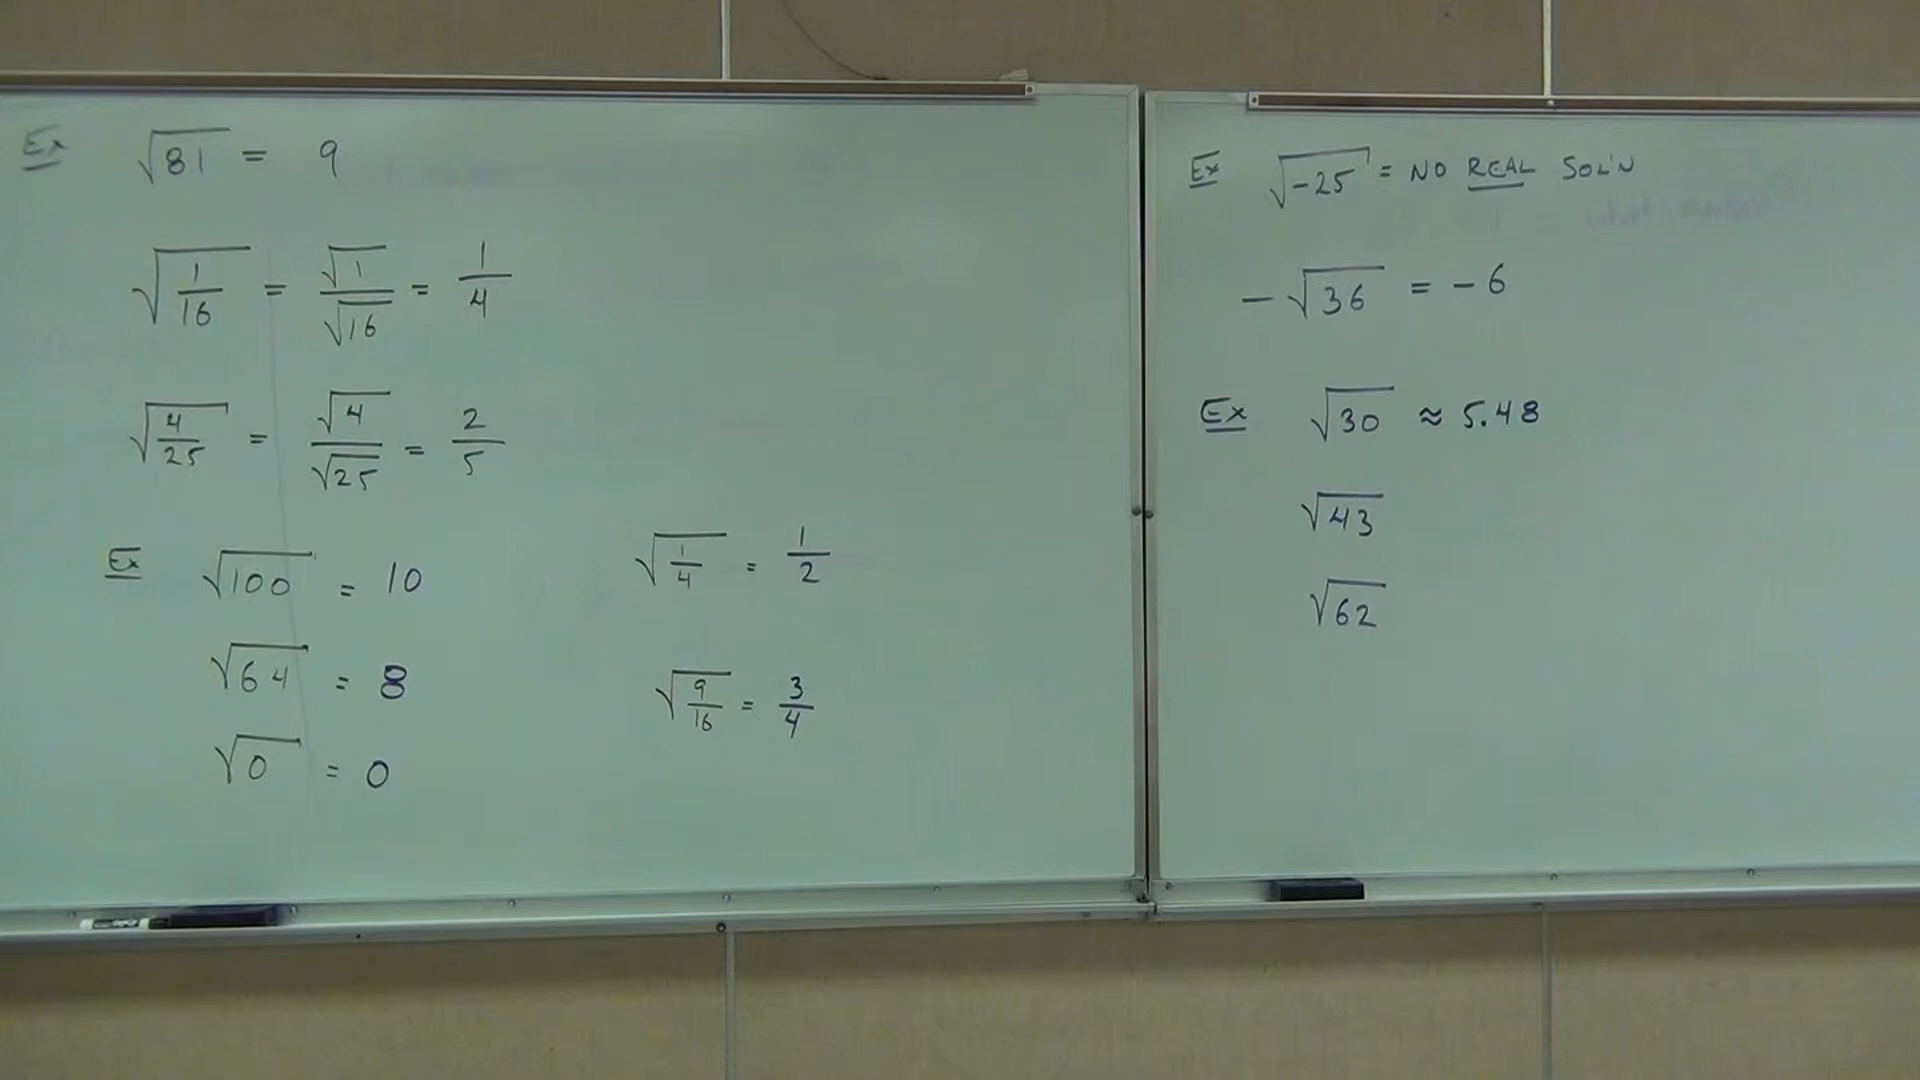 Ex √81 = 9
√(1/16) = √1/√16 = 1/4
√(4/25) = √4/√25 = 2/5
Ex √100 = 10
√64 = 8
√0 = 0
√(1/4) = 1/2
√(9/16) = 3/4
Ex √-25 = NO REAL SOL'N
-√36 = -6
Ex √30 ≈ 5.48
√43
√62